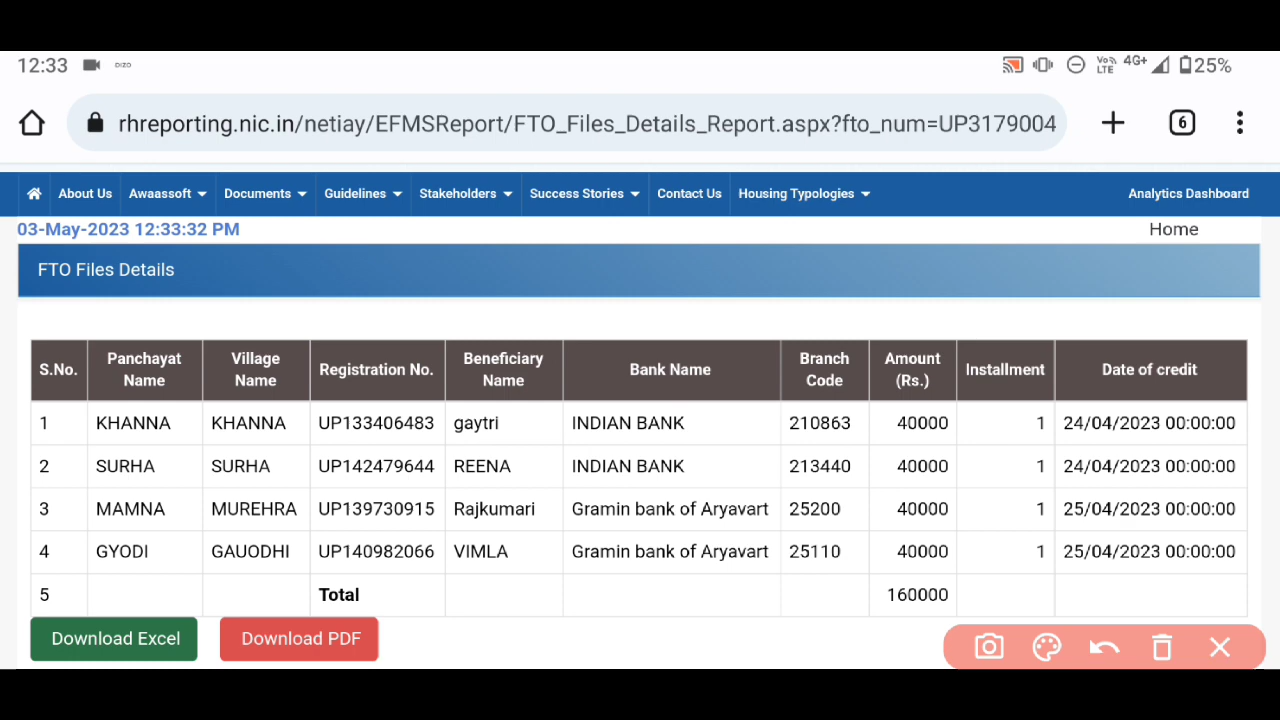 12:33 DIZO 4G+ 25%
VoLTE
rhreporting.nic.in/netiay/EFMSReport/FTO_Files_Details_Report.aspx?fto_num=UP3179004 6
About Us Awaassoft Documents Guidelines Stakeholders Success Stories Contact Us Housing Typologies Analytics Dashboard
03-May-2023 12:33:32 PM Home
FTO Files Details
S.No. Panchayat Name Village Name Registration No. Beneficiary Name Bank Name Branch Code Amount (Rs.) Installment Date of credit
1 KHANNA KHANNA UP133406483 gaytri INDIAN BANK 210863 40000 1 24/04/2023 00:00:00
2 SURHA SURHA UP142479644 REENA INDIAN BANK 213440 40000 1 24/04/2023 00:00:00
3 MAMNA MUREHRA UP139730915 Rajkumari Gramin bank of Aryavart 25200 40000 1 25/04/2023 00:00:00
4 GYODI GAUODHI UP140982066 VIMLA Gramin bank of Aryavart 25110 40000 1 25/04/2023 00:00:00
5 Total 160000
Download Excel Download PDF